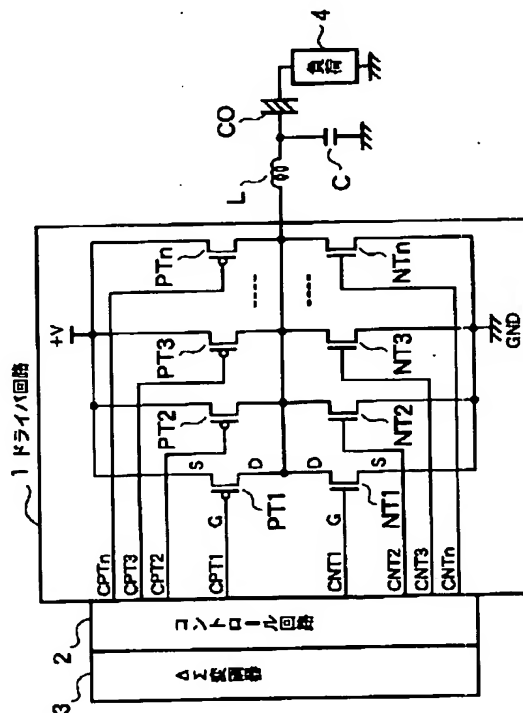 1 ドライバ回路
+V
CPTn
CPT3
CPT2
CPT1
CNT1
CNT2
CNT3
CNTn
PT1
PT2
PT3
PTn
NT1
NT2
NT3
NTn
S
D
G
D
S
G
GND
L
C
CO
負荷
4
2
コントロール回路
3
ΔΣ変調器